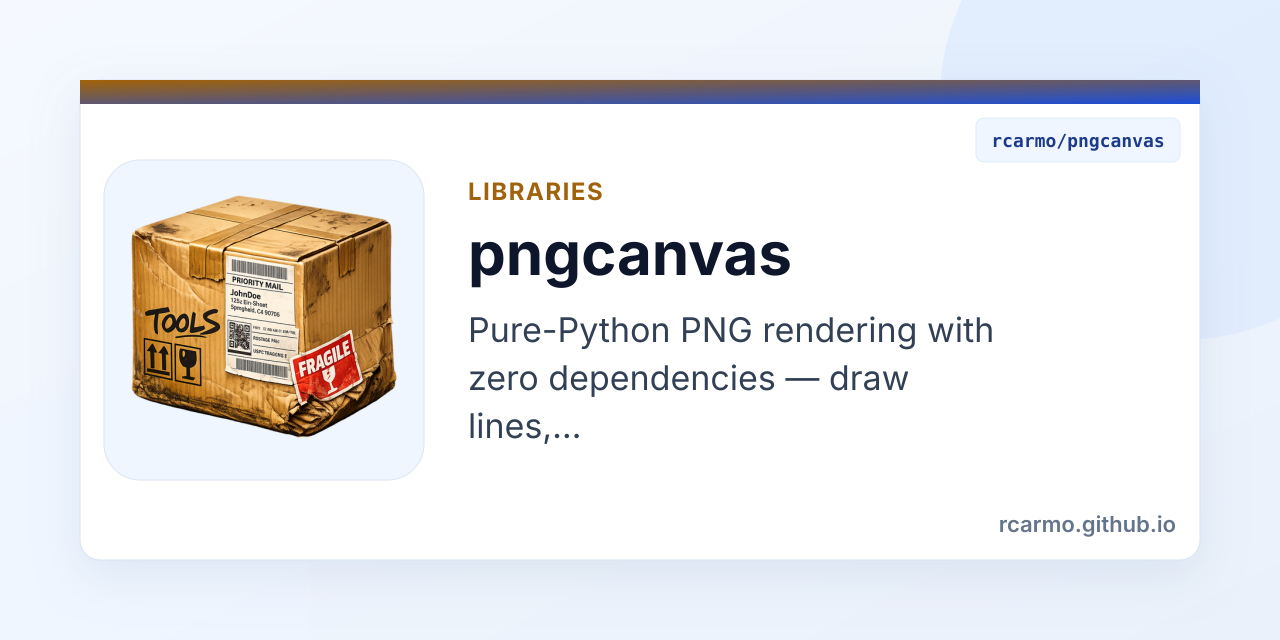 rcarmo/pngcanvas
LIBRARIES
pngcanvas
Pure-Python PNG rendering with
zero dependencies — draw
lines,...
PRIORITY MAIL
JohnDoe
TOOLS
FRAGILE
rcarmo.github.io